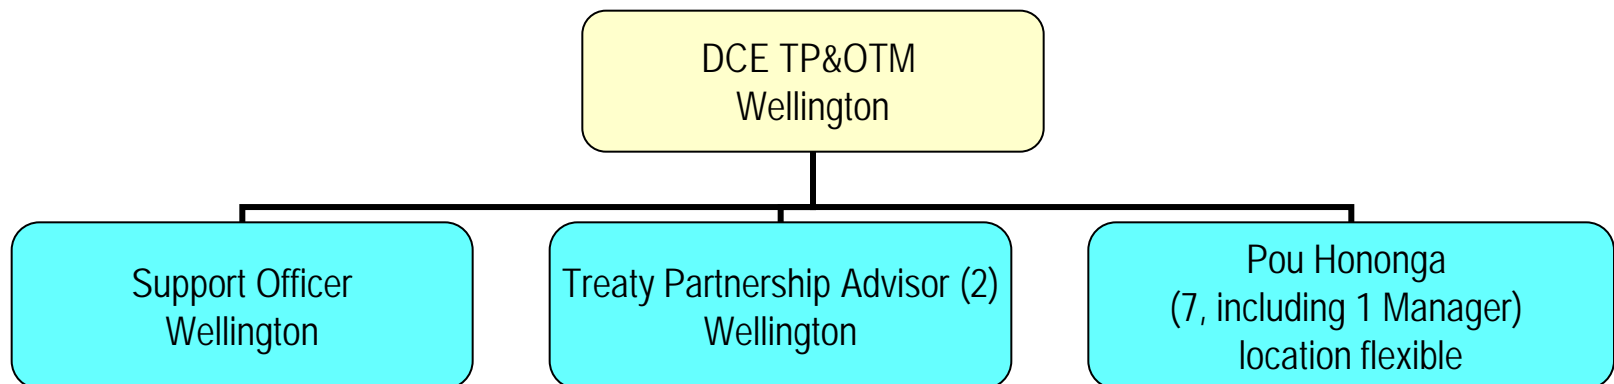 DCE TP&OTM
Wellington
Support Officer
Wellington
Treaty Partnership Advisor (2)
Wellington
Pou Hononga
(7, including 1 Manager)
location flexible